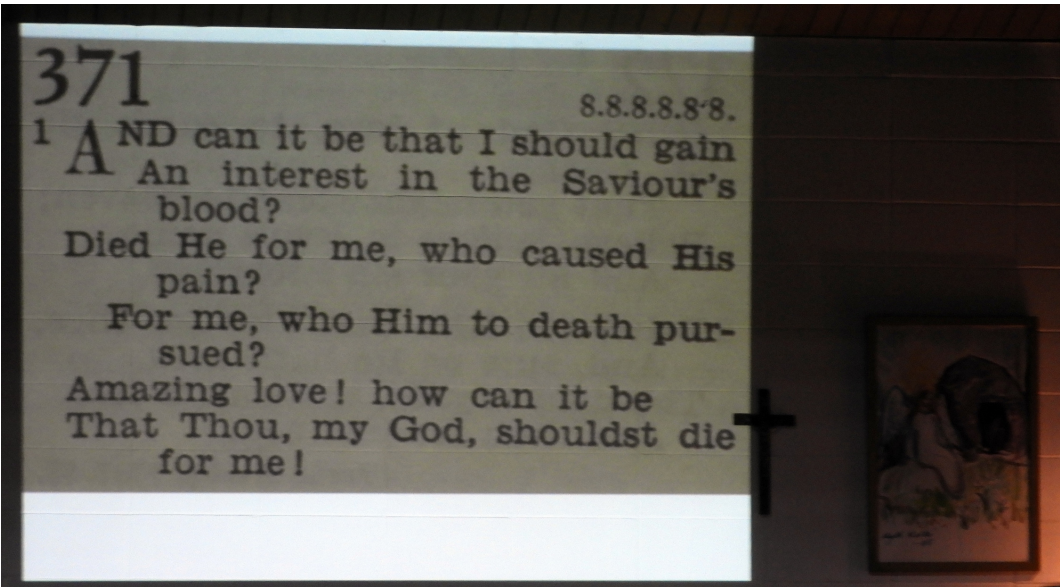 371
8.8.8.8.8.8.
1 AND can it be that I should gain
An interest in the Saviour's
blood?
Died He for me, who caused His
pain?
For me, who Him to death pur-
sued?
Amazing love! how can it be
That Thou, my God, shouldst die
for me!